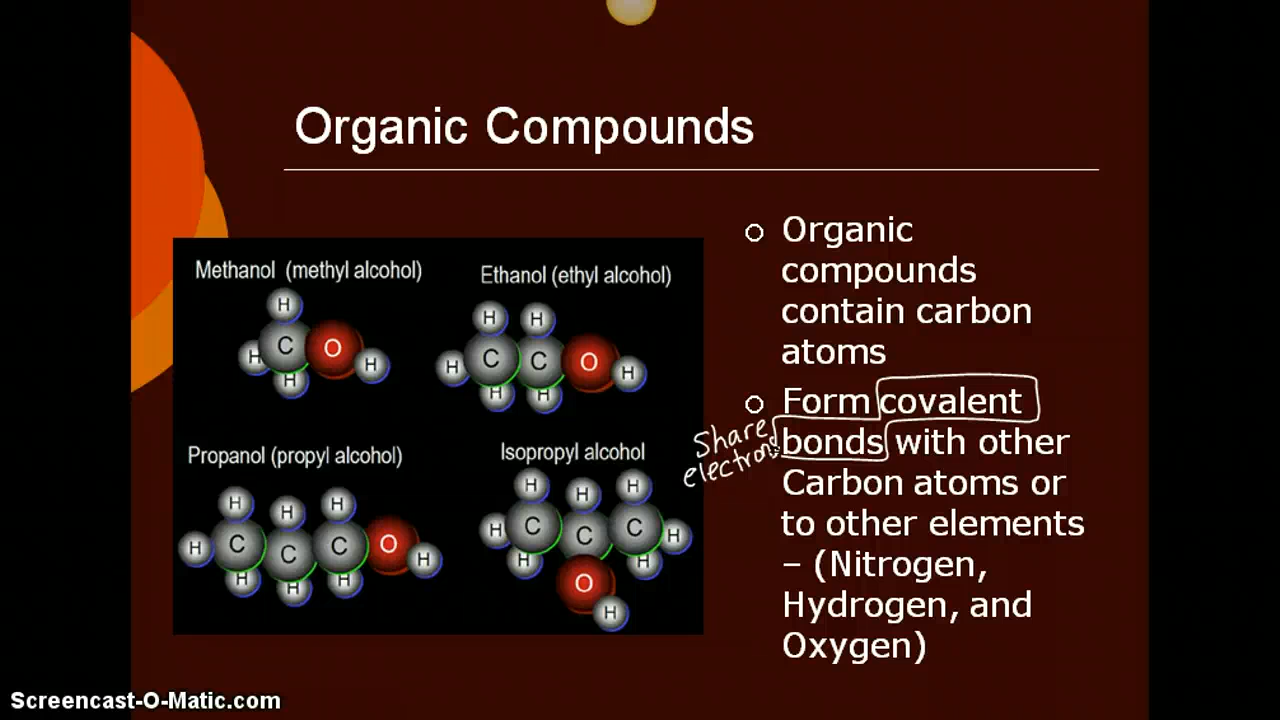 Organic Compounds
Methanol (methyl alcohol)
H
C O
H H
H
Ethanol (ethyl alcohol)
H H
H C C O H
H H
Propanol (propyl alcohol)
H H H
H C C C O H
H H H
Isopropyl alcohol
H H H
H C C C H
H H
O
H
Organic
compounds
contain carbon
atoms
Form covalent
bonds with other
Carbon atoms or
to other elements
– (Nitrogen,
Hydrogen, and
Oxygen)
Share
electrons
Screencast-O-Matic.com